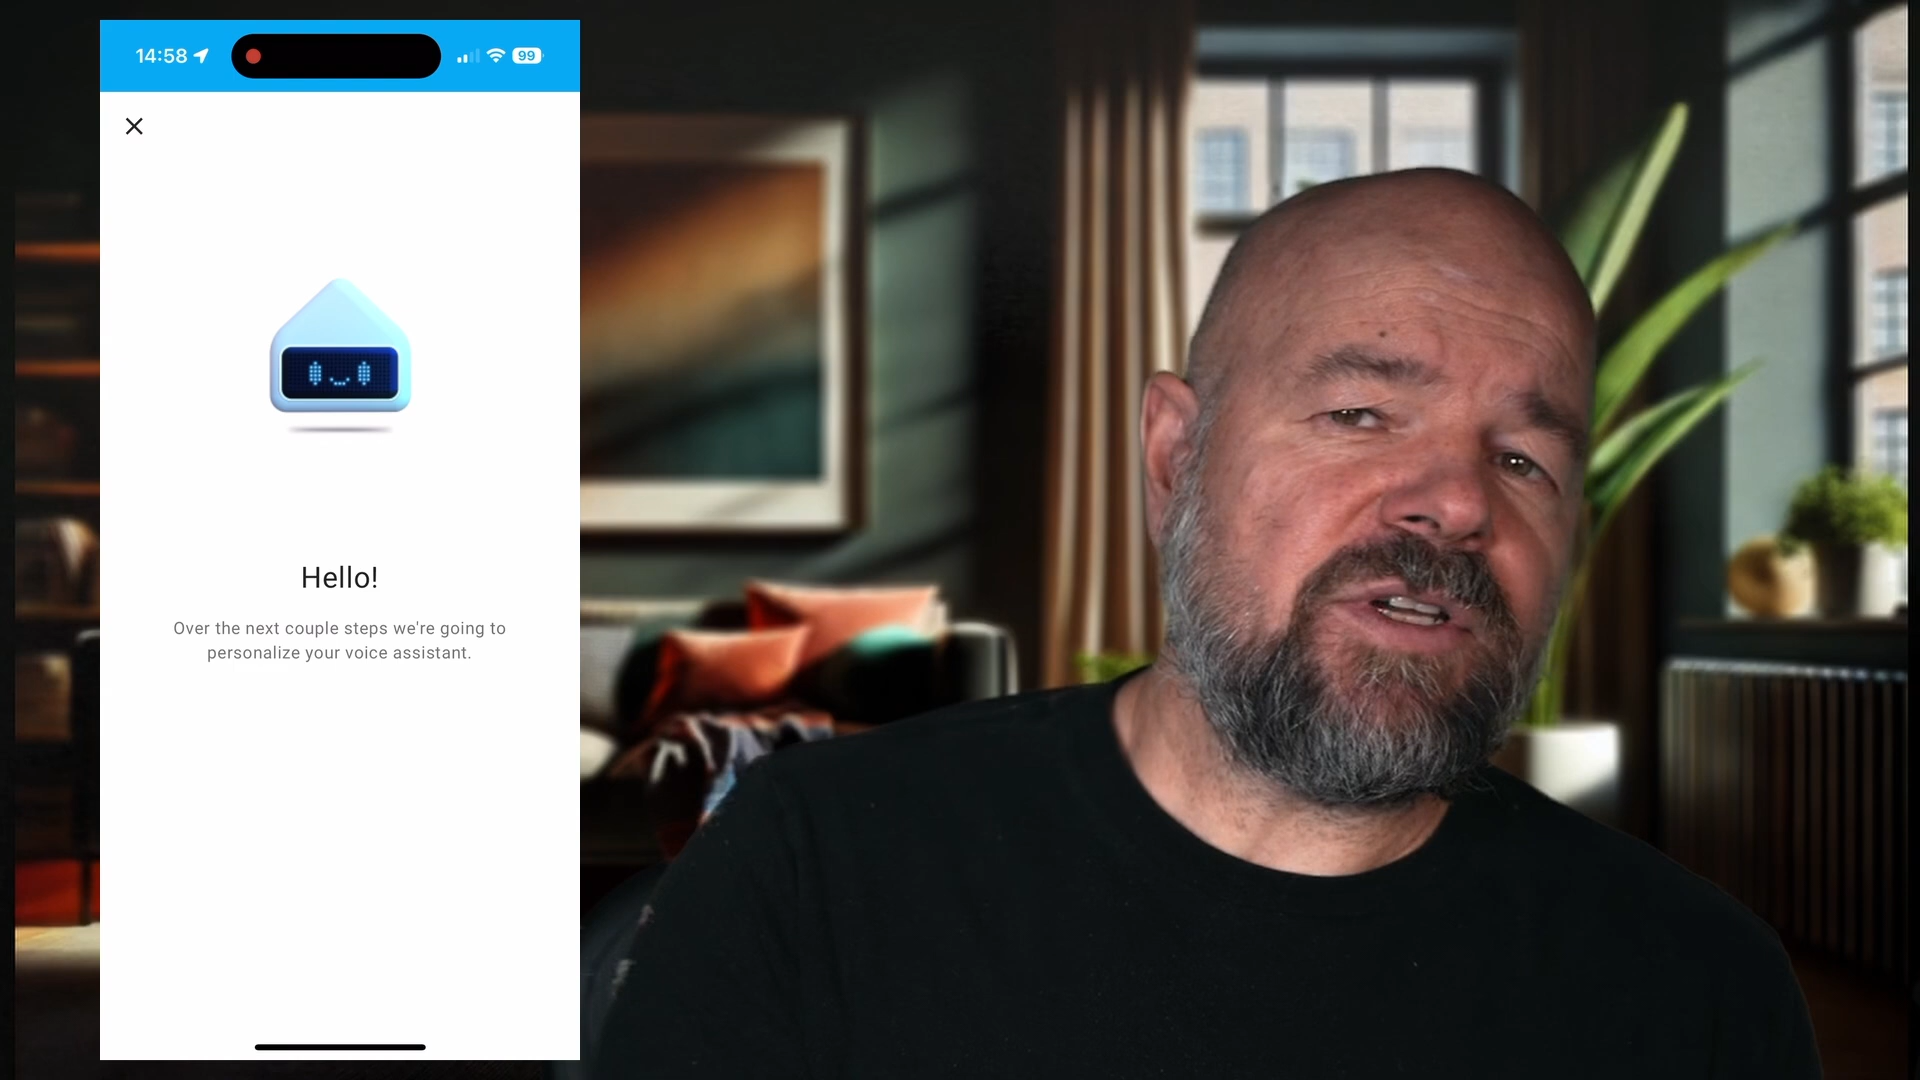 14:58
99
Hello!
Over the next couple steps we're going to
personalize your voice assistant.